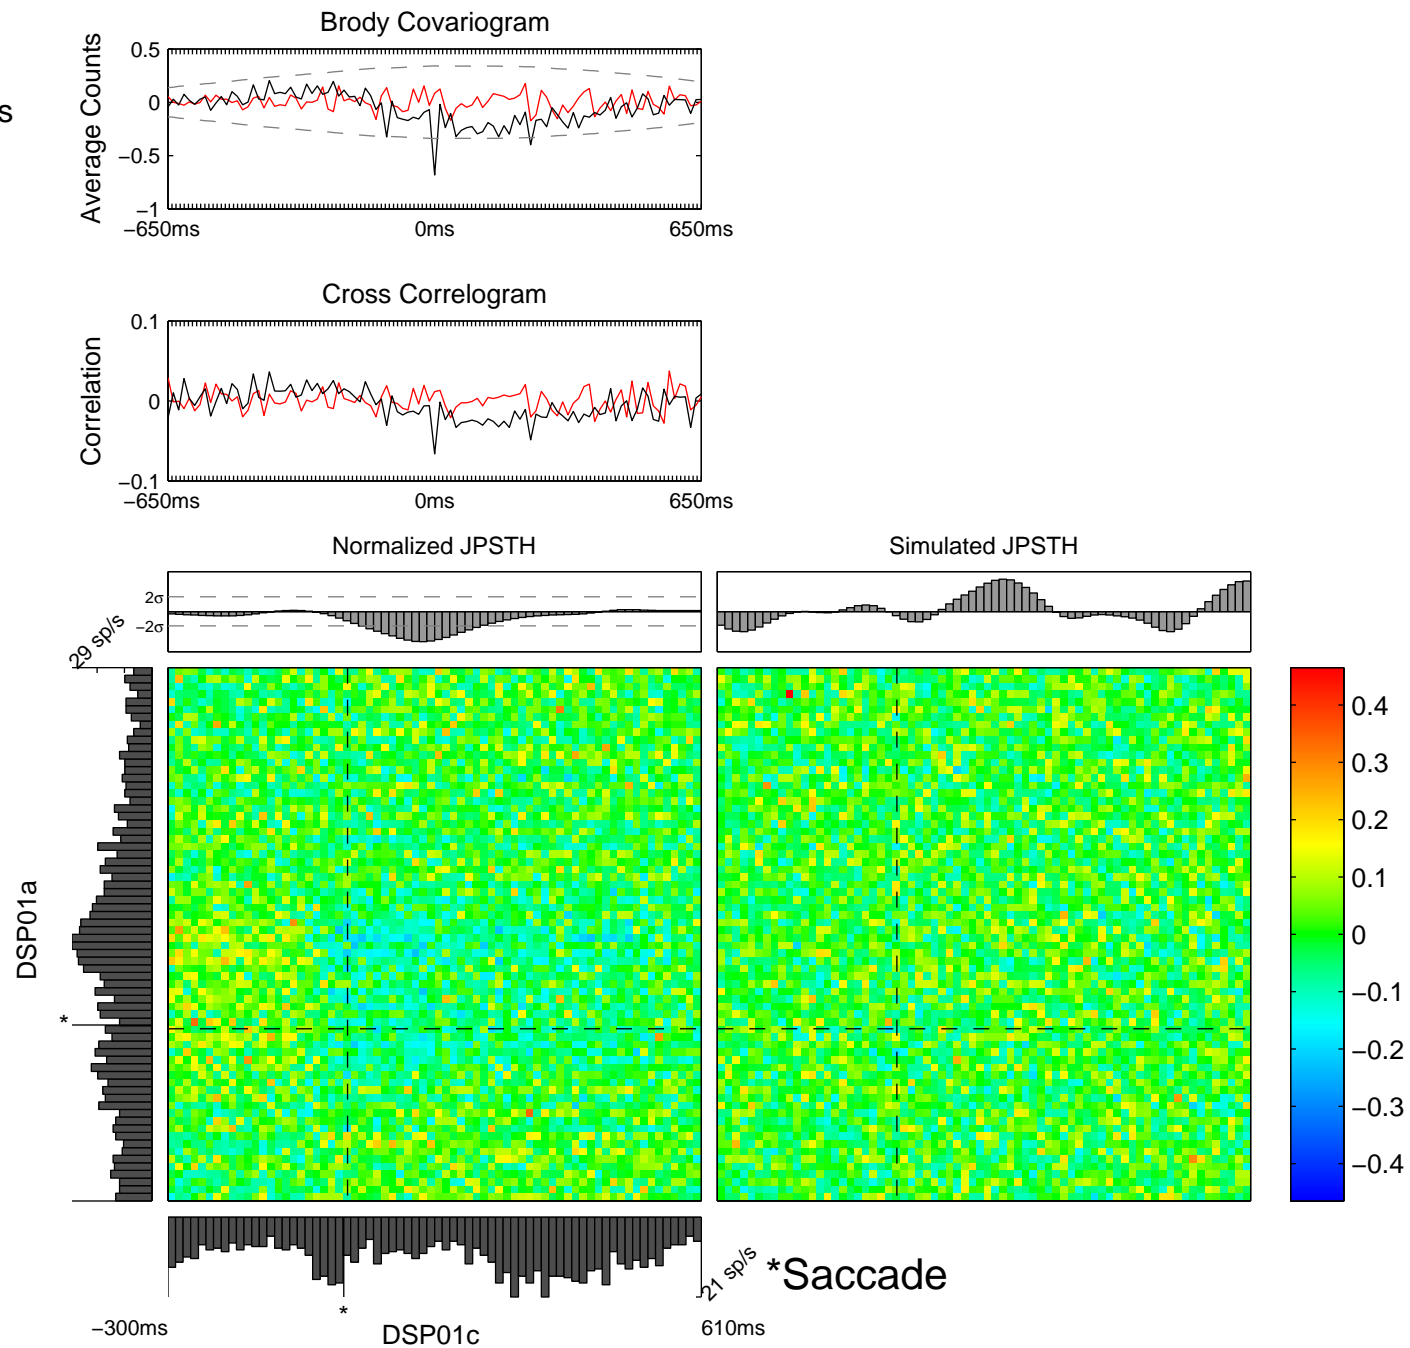 Brody Covariogram
s
Average Counts
0.5
0
−0.5
−1
−650ms
0ms
650ms
Cross Correlogram
Correlation
0.1
0
−0.1
−650ms
0ms
650ms
Normalized JPSTH
Simulated JPSTH
2σ
−2σ
29 sp/s
DSP01a
*
0.4
0.3
0.2
0.1
0
−0.1
−0.2
−0.3
−0.4
21 sp/s
*Saccade
*
−300ms
DSP01c
610ms